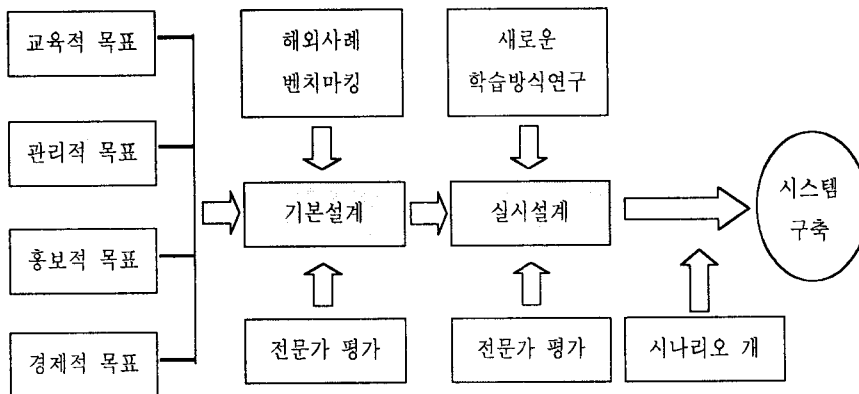 교육적 목표
관리적 목표
홍보적 목표
경제적 목표
해외사례
벤치마킹
기본설계
전문가 평가
새로운
학습방식연구
실시설계
전문가 평가
시나리오 개
시스템
구축